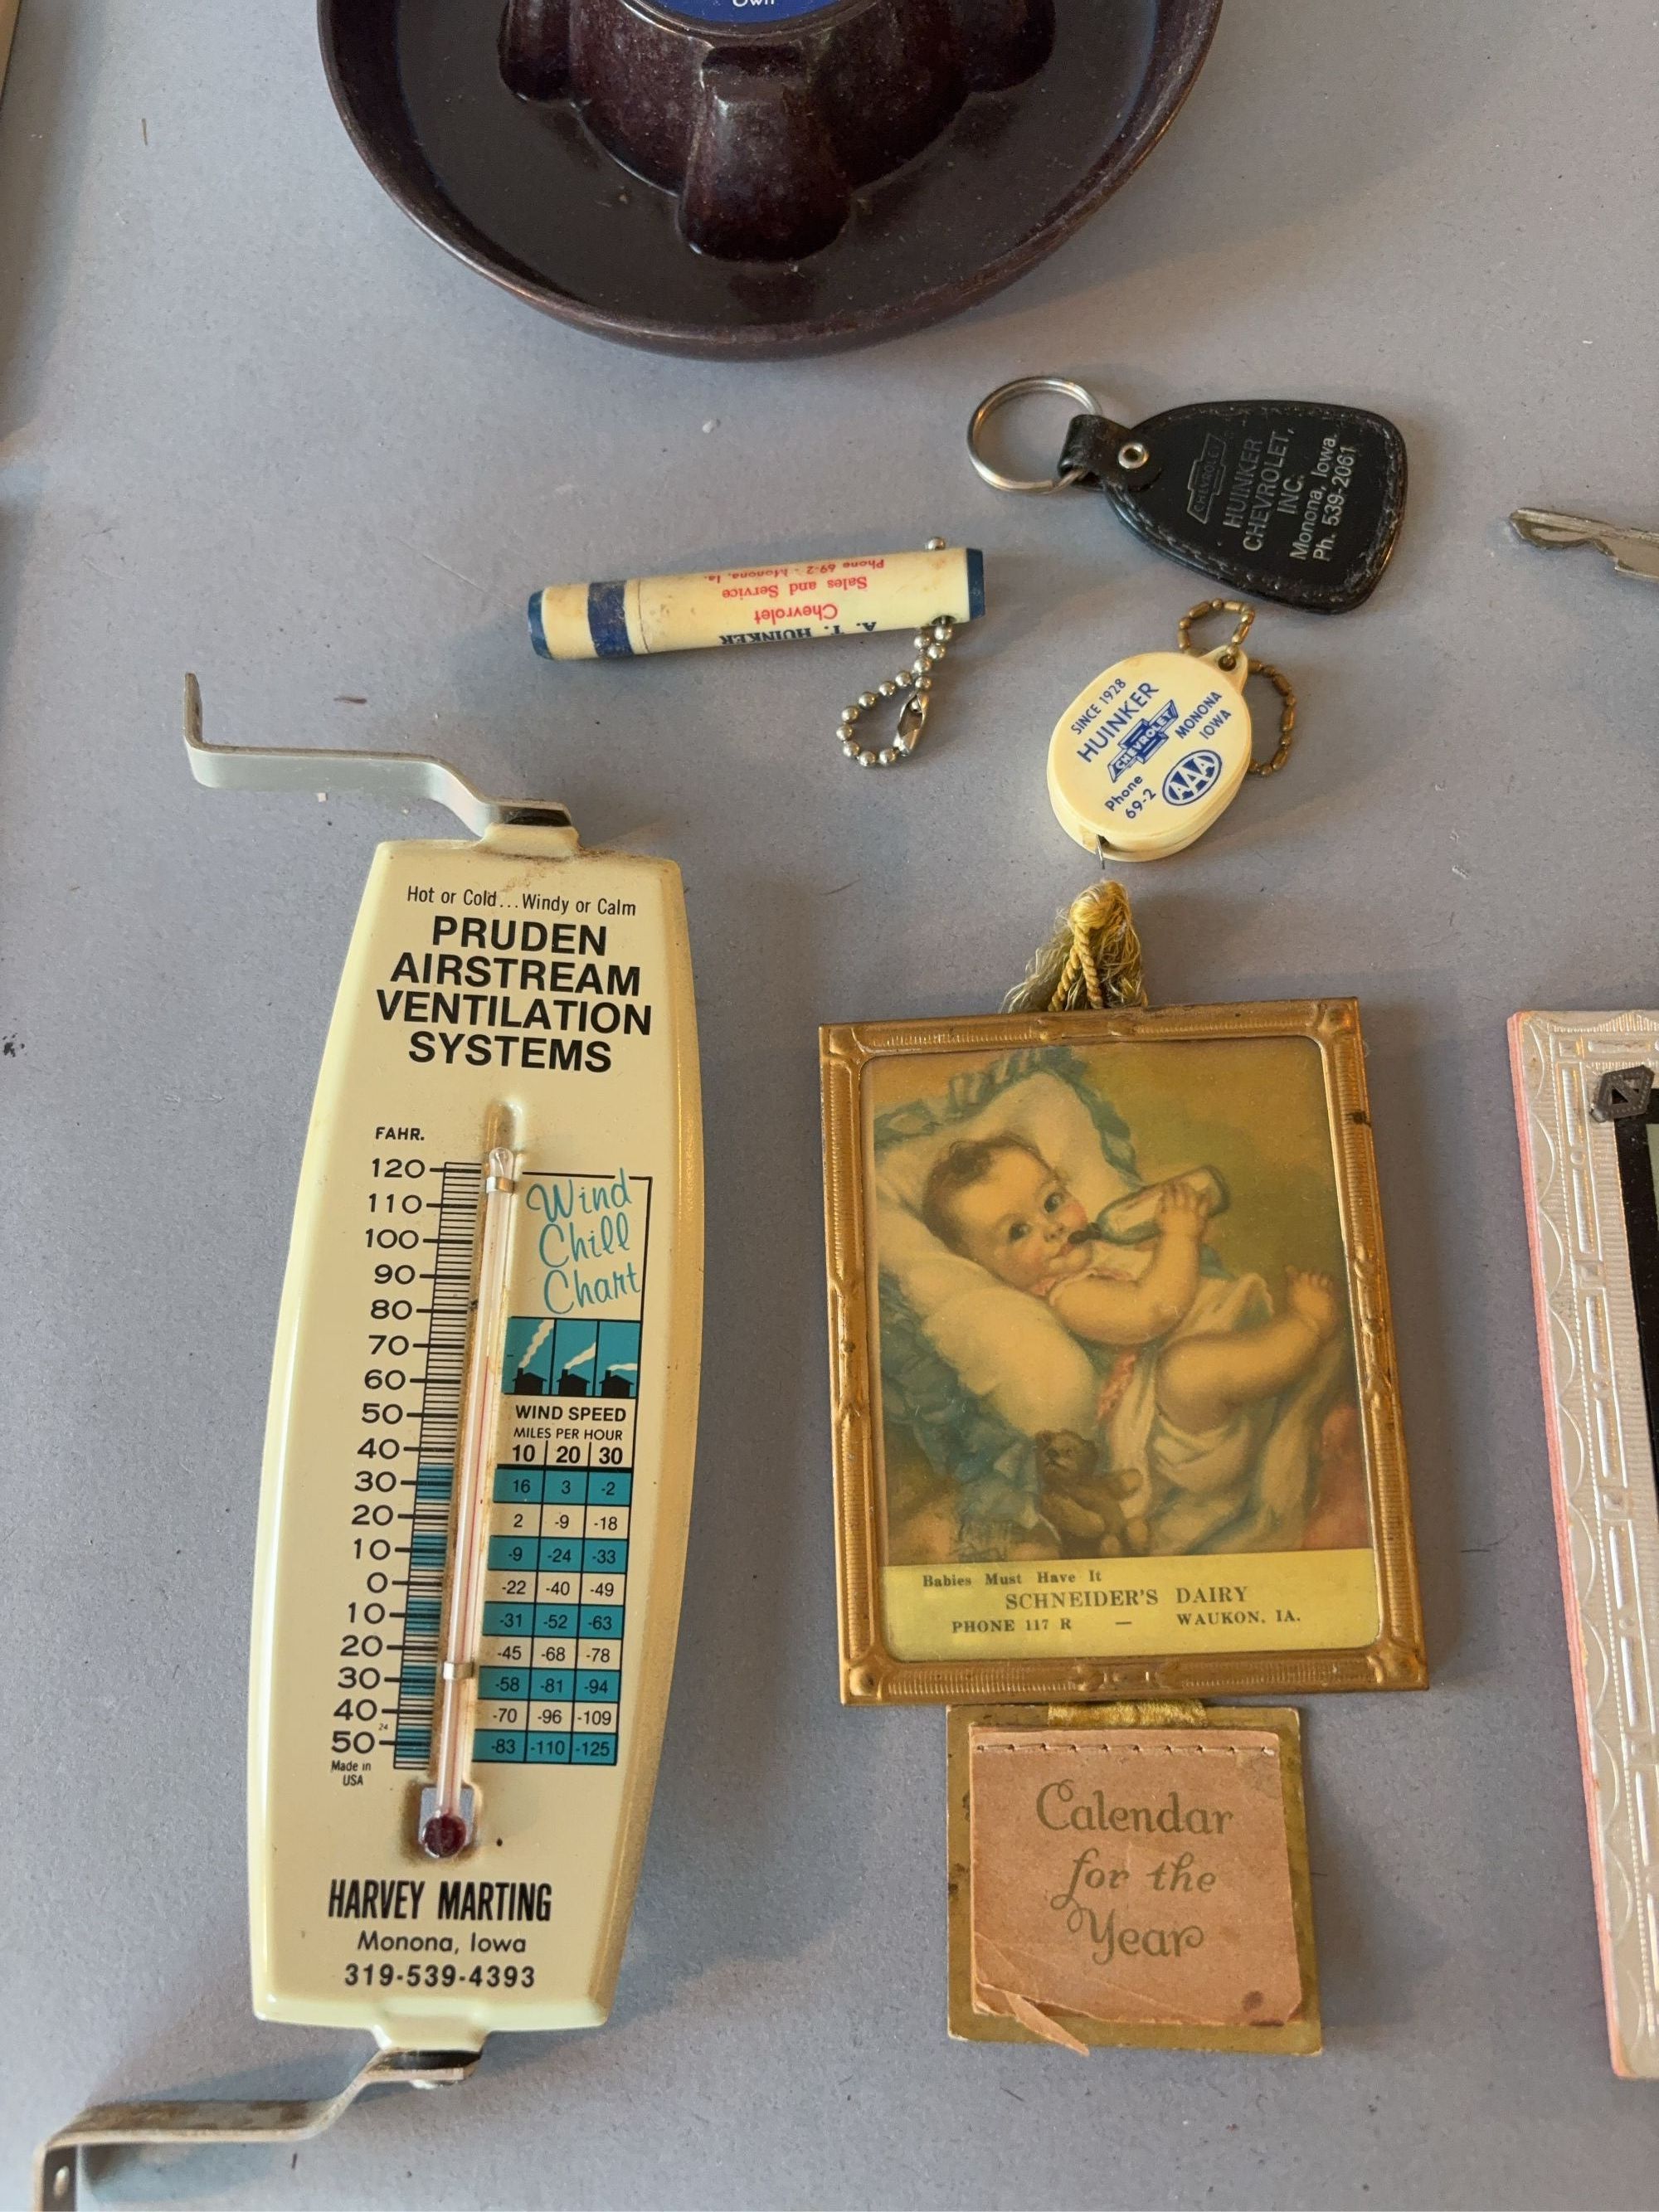 Own
CHEVROLET
HUINKER
CHEVROLET,
INC.
Monona, Iowa
Ph. 539-2061
A. T. HUINKER
Chevrolet
Sales and Service
Phone 69-2 - Monona, Ia.
SINCE 1928
HUINKER
CHEVROLET
MONONA
IOWA
Phone
69-2
AAA
Hot or Cold...Windy or Calm
PRUDEN
AIRSTREAM
VENTILATION
SYSTEMS
FAHR.
120
110
100
90
80
70
60
50
40
30
20
10
0
10
20
30
40
50
24
Made in
USA
Wind
Chill
Chart
WIND SPEED
MILES PER HOUR
10 20 30
16 3 -2
2 -9 -18
-9 -24 -33
-22 -40 -49
-31 -52 -63
-45 -68 -78
-58 -81 -94
-70 -96 -109
-83 -110 -125
HARVEY MARTING
Monona, Iowa
319-539-4393
Babies Must Have It
SCHNEIDER'S DAIRY
PHONE 117 R — WAUKON, IA.
Calendar
for the
Year